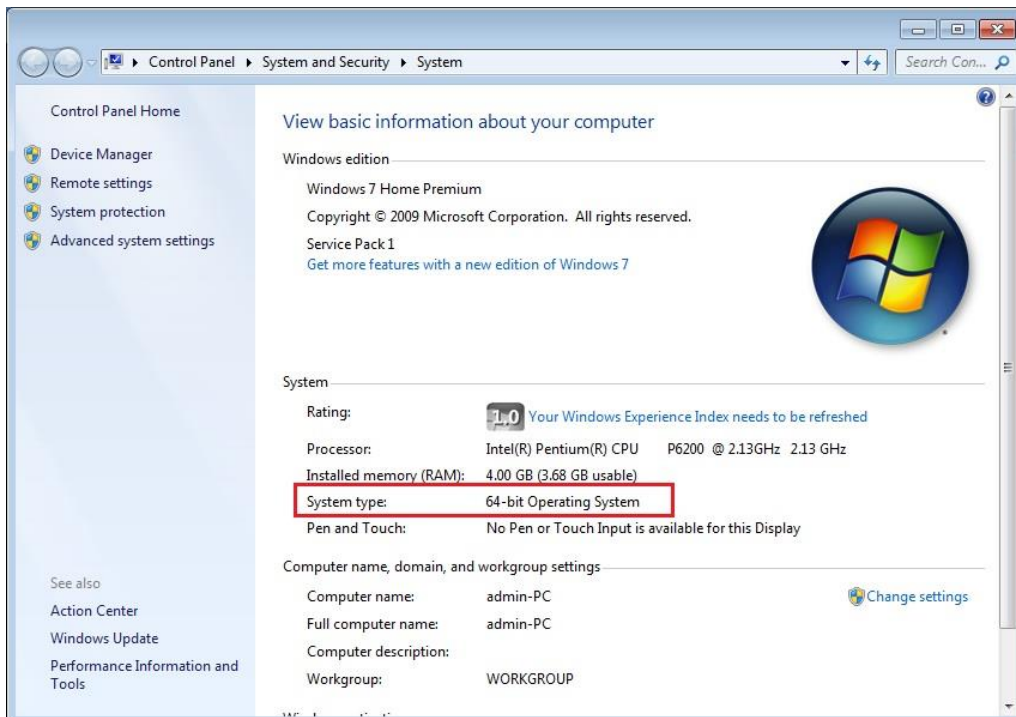 Control Panel ▸ System and Security ▸ System
Search Con...
Control Panel Home
Device Manager
Remote settings
System protection
Advanced system settings
See also
Action Center
Windows Update
Performance Information and
Tools
View basic information about your computer
Windows edition
Windows 7 Home Premium
Copyright © 2009 Microsoft Corporation. All rights reserved.
Service Pack 1
Get more features with a new edition of Windows 7
System
Rating: 1.0 Your Windows Experience Index needs to be refreshed
Processor: Intel(R) Pentium(R) CPU P6200 @ 2.13GHz 2.13 GHz
Installed memory (RAM): 4.00 GB (3.68 GB usable)
System type: 64-bit Operating System
Pen and Touch: No Pen or Touch Input is available for this Display
Computer name, domain, and workgroup settings
Computer name: admin-PC Change settings
Full computer name: admin-PC
Computer description:
Workgroup: WORKGROUP